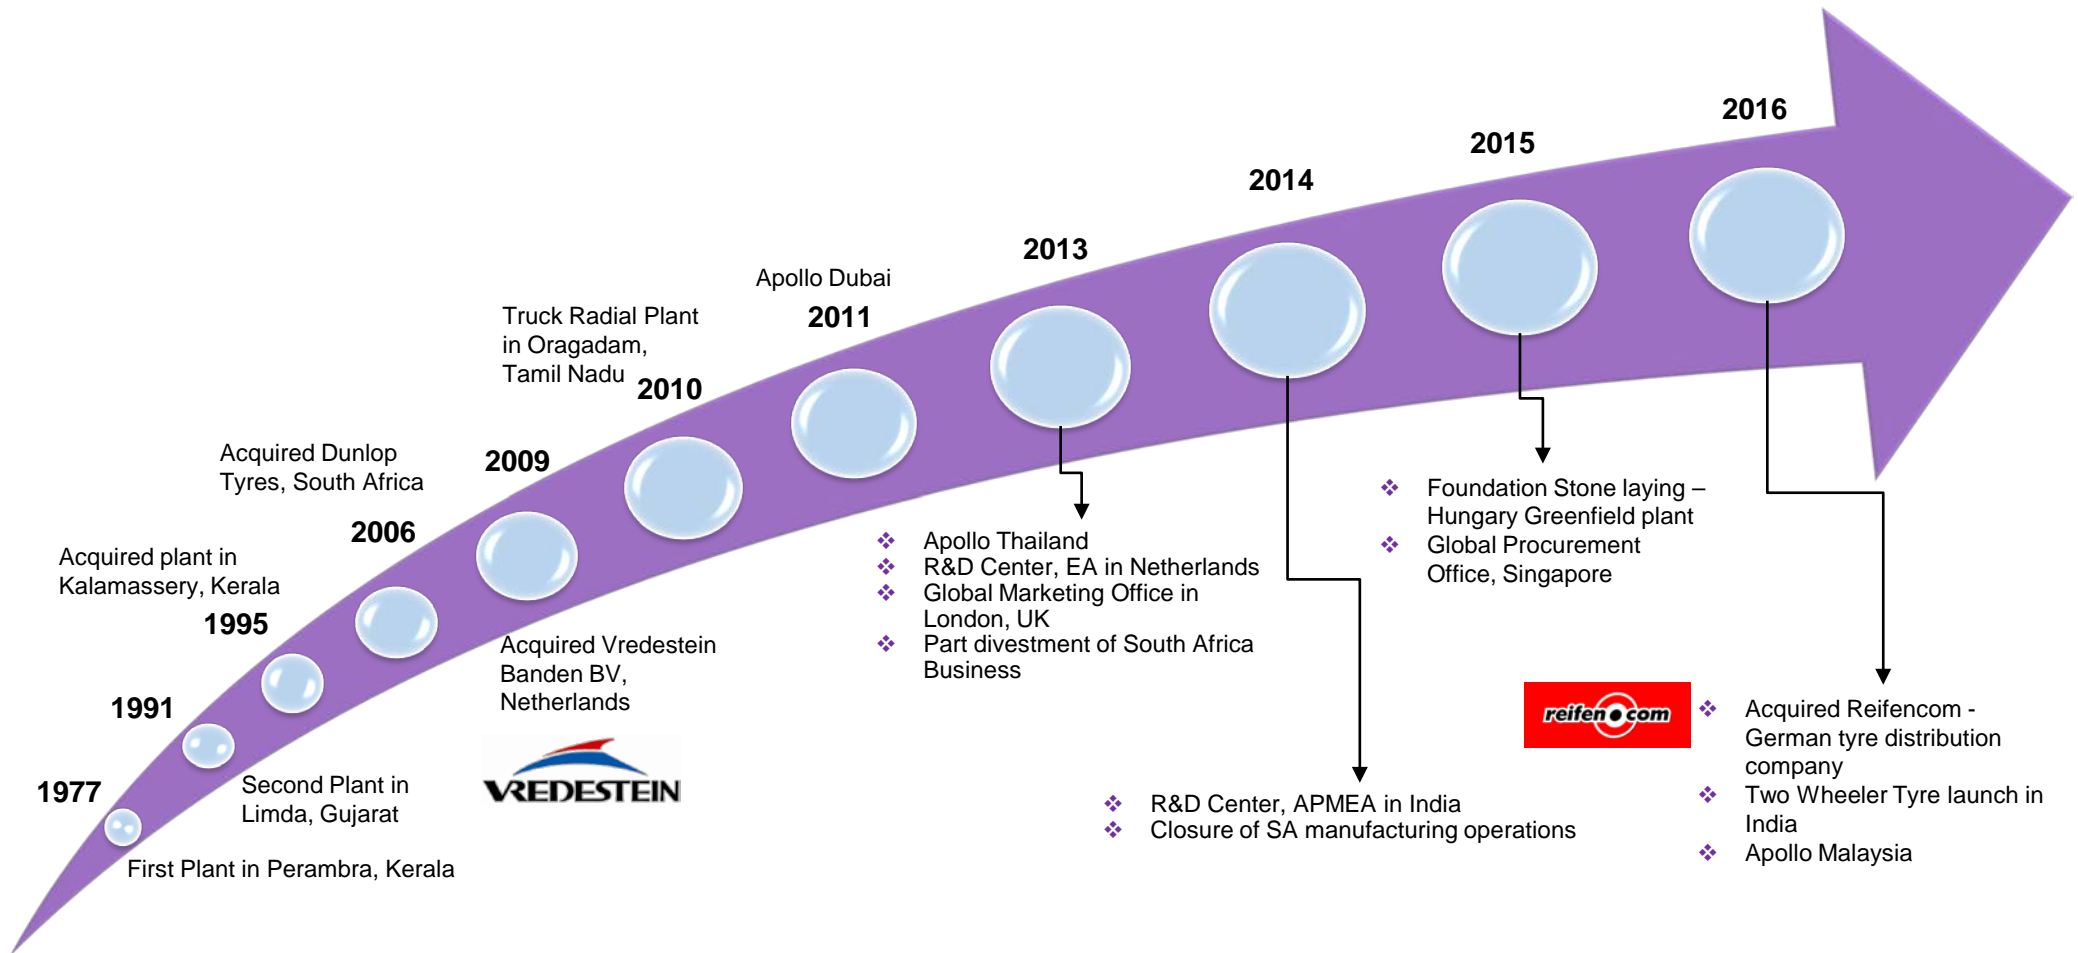 1977
First Plant in Perambra, Kerala
1991
Second Plant in
Limda, Gujarat
Acquired plant in
Kalamassery, Kerala
1995
Acquired Dunlop
Tyres, South Africa
2006
2009
Acquired Vredestein
Banden BV,
Netherlands
VREDESTEIN
Truck Radial Plant
in Oragadam,
Tamil Nadu
2010
Apollo Dubai
2011
2013
❖ Apollo Thailand
❖ R&D Center, EA in Netherlands
❖ Global Marketing Office in
London, UK
❖ Part divestment of South Africa
Business
2014
❖ R&D Center, APMEA in India
❖ Closure of SA manufacturing operations
2015
❖ Foundation Stone laying –
Hungary Greenfield plant
❖ Global Procurement
Office, Singapore
2016
reifen.com
❖ Acquired Reifencom -
German tyre distribution
company
❖ Two Wheeler Tyre launch in
India
❖ Apollo Malaysia